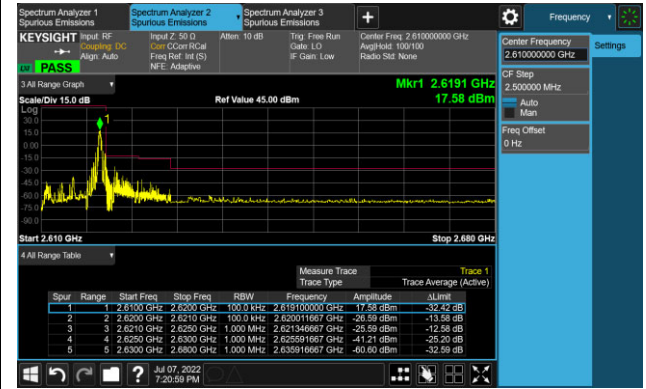 Spectrum Analyzer 1
Spurious Emissions
Spectrum Analyzer 2
Spurious Emissions
Spectrum Analyzer 3
Spurious Emissions
+
Frequency
KEYSIGHT
Input: RF
Coupling: DC
Align: Auto
Input Z: 50 Ω
Corr CCorr RCal
Freq Ref: Int (S)
NFE: Adaptive
Atten: 10 dB
Trig: Free Run
Gate: LO
IF Gain: Low
Center Freq: 2.610000000 GHz
Avg|Hold: 100/100
Radio Std: None
PASS
Center Frequency
2.610000000 GHz
Settings
CF Step
2.500000 MHz
Auto
Man
Freq Offset
0 Hz
3 All Range Graph
Mkr1 2.6191 GHz
17.58 dBm
Scale/Div 15.0 dB
Ref Value 45.00 dBm
Log
30.0
15.0
0.00
-15.0
-30.0
-45.0
-60.0
-75.0
-90.0
1
Start 2.610 GHz
Stop 2.680 GHz
4 All Range Table
Measure Trace Trace 1
Trace Type Trace Average (Active)
Spur Range Start Freq Stop Freq RBW Frequency Amplitude ΔLimit
1 1 2.6100 GHz 2.6200 GHz 100.0 kHz 2.619100000 GHz 17.58 dBm -32.42 dB
2 2 2.6200 GHz 2.6210 GHz 100.0 kHz 2.620011667 GHz -26.59 dBm -13.58 dB
3 3 2.6210 GHz 2.6250 GHz 1.000 MHz 2.621346667 GHz -25.59 dBm -12.58 dB
4 4 2.6250 GHz 2.6300 GHz 1.000 MHz 2.625591667 GHz -41.21 dBm -25.20 dB
5 5 2.6300 GHz 2.6800 GHz 1.000 MHz 2.635916667 GHz -60.60 dBm -32.59 dB
?
Jul 07, 2022
7:20:59 PM